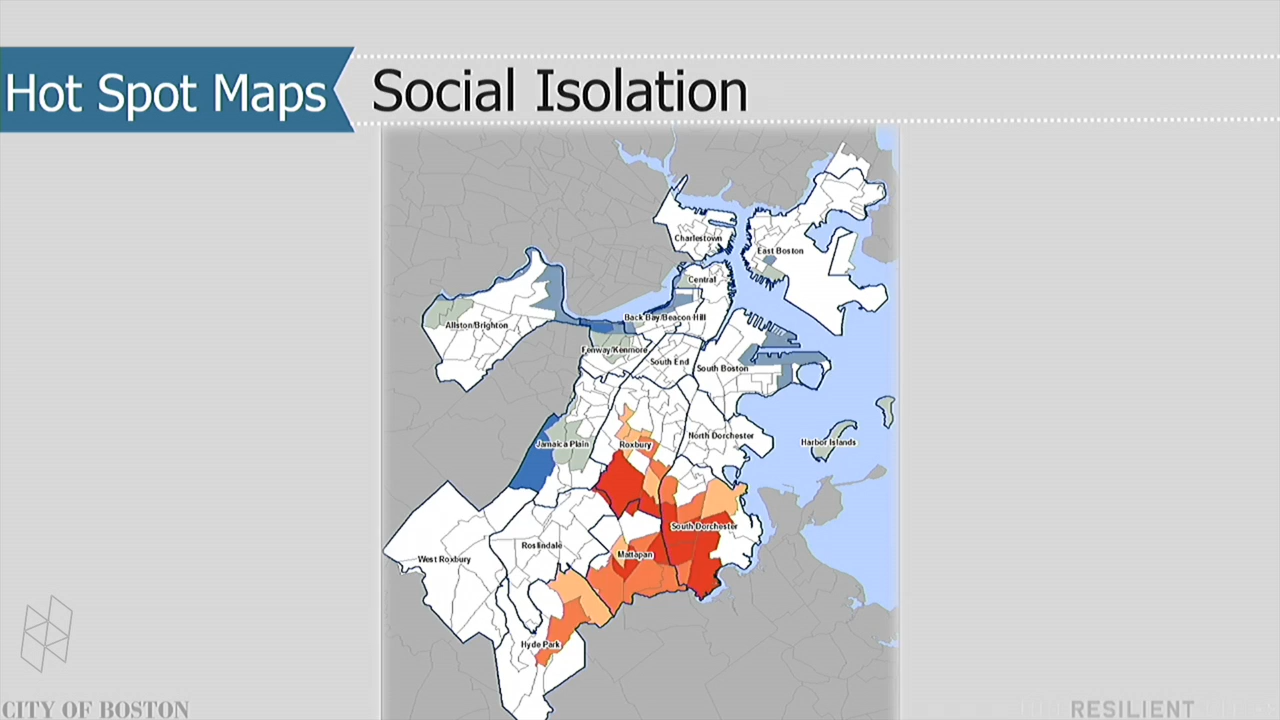 Hot Spot Maps
Social Isolation
Charlestown
East Boston
Central
Back Bay/Beacon Hill
Allston/Brighton
Fenway/Kenmore
South End
South Boston
Jamaica Plain
Roxbury
North Dorchester
Harbor Islands
South Dorchester
Roslindale
Mattapan
West Roxbury
Hyde Park
CITY OF BOSTON
RESILIENT